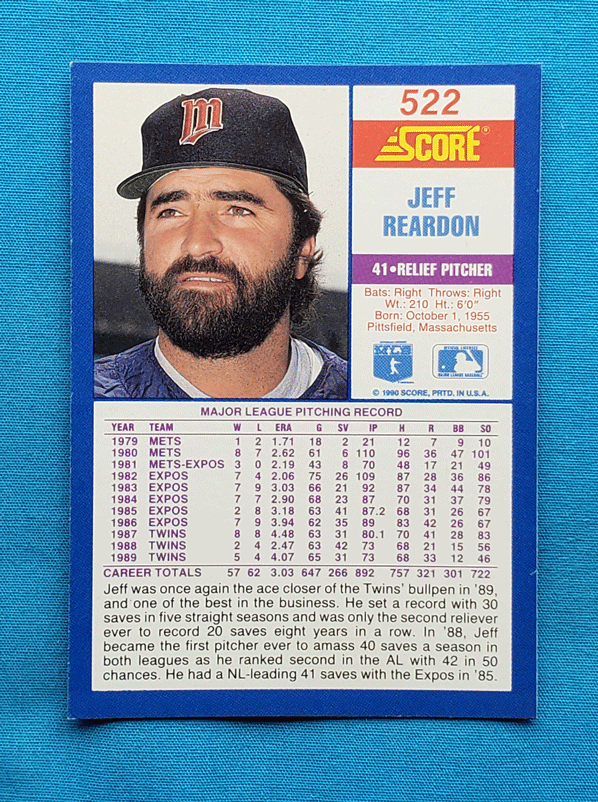 M
522
SCORE®
JEFF
REARDON
41•RELIEF PITCHER
Bats: Right Throws: Right
Wt.: 210 Ht.: 6'0"
Born: October 1, 1955
Pittsfield, Massachusetts
© 1990 SCORE, PRTD. IN U.S.A.
MAJOR LEAGUE PITCHING RECORD
YEAR TEAM W L ERA G SV IP H R BB SO
1979 METS 1 2 1.71 18 2 21 12 7 9 10
1980 METS 8 7 2.62 61 6 110 96 36 47 101
1981 METS-EXPOS 3 0 2.19 43 8 70 48 17 21 49
1982 EXPOS 7 4 2.06 75 26 109 87 28 36 86
1983 EXPOS 7 9 3.03 66 21 92 87 34 44 78
1984 EXPOS 7 7 2.90 68 23 87 70 31 37 79
1985 EXPOS 2 8 3.18 63 41 87.2 68 31 26 67
1986 EXPOS 7 9 3.94 62 35 89 83 42 26 67
1987 TWINS 8 8 4.48 63 31 80.1 70 41 28 83
1988 TWINS 2 4 2.47 63 42 73 68 21 15 56
1989 TWINS 5 4 4.07 65 31 73 68 33 12 46
CAREER TOTALS 57 62 3.03 647 266 892 757 321 301 722
Jeff was once again the ace closer of the Twins' bullpen in '89,
and one of the best in the business. He set a record with 30
saves in five straight seasons and was only the second reliever
ever to record 20 saves eight years in a row. In '88, Jeff
became the first pitcher ever to amass 40 saves a season in
both leagues as he ranked second in the AL with 42 in 50
chances. He had a NL-leading 41 saves with the Expos in '85.